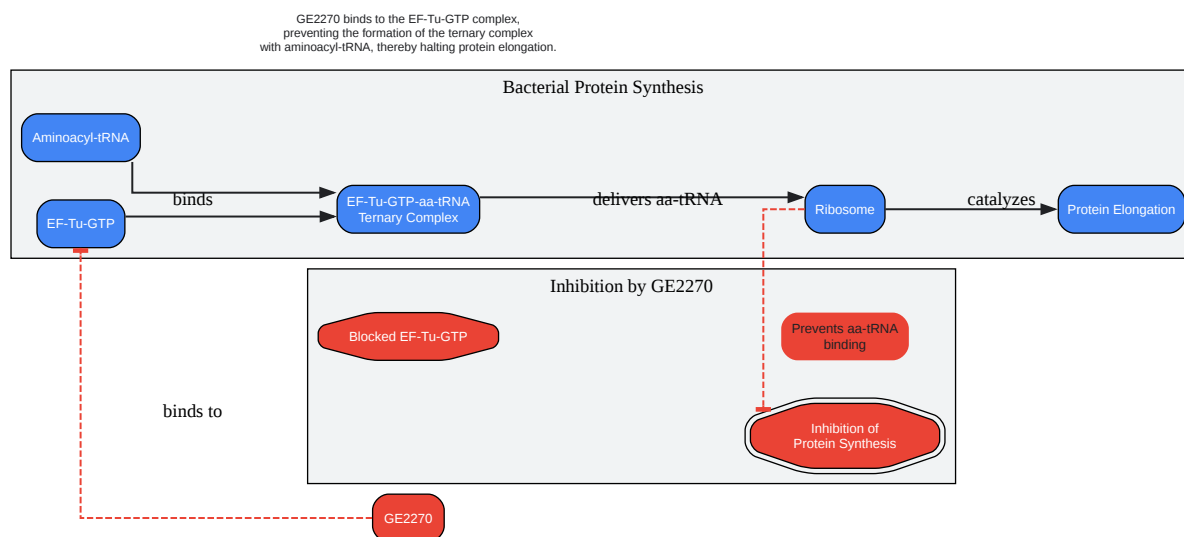 GE2270 binds to the EF-Tu-GTP complex,
preventing the formation of the ternary complex
with aminoacyl-tRNA, thereby halting protein elongation.
Bacterial Protein Synthesis
Aminoacyl-tRNA
binds
EF-Tu-GTP
EF-Tu-GTP-aa-tRNA
Ternary Complex
delivers aa-tRNA
Ribosome
catalyzes
Protein Elongation
Inhibition by GE2270
Blocked EF-Tu-GTP
Prevents aa-tRNA
binding
binds to
Inhibition of
Protein Synthesis
GE2270